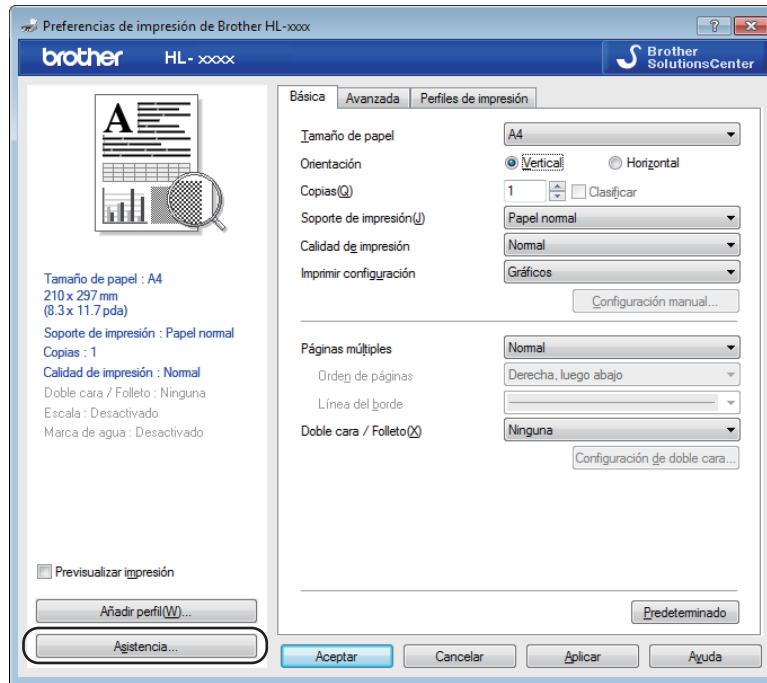 Preferencias de impresión de Brother HL-xxxx
brother HL- xxxx
Brother
SolutionsCenter
Básica Avanzada Perfiles de impresión
A
Tamaño de papel A4
Orientación Vertical Horizontal
Copias(Q) 1 Clasificar
Soporte de impresión(J) Papel normal
Calidad de impresión Normal
Imprimir configuración Gráficos
Configuración manual...
Páginas múltiples Normal
Orden de páginas Derecha, luego abajo
Línea del borde
Doble cara / Folleto(X) Ninguna
Configuración de doble cara...
Tamaño de papel : A4
210 x 297 mm
(8.3 x 11.7 pda)
Soporte de impresión : Papel normal
Copias : 1
Calidad de impresión : Normal
Doble cara / Folleto : Ninguna
Escala : Desactivado
Marca de agua : Desactivado
Previsualizar impresión
Añadir perfil(W)...
Asistencia...
Predeterminado
Aceptar Cancelar Aplicar Ayuda